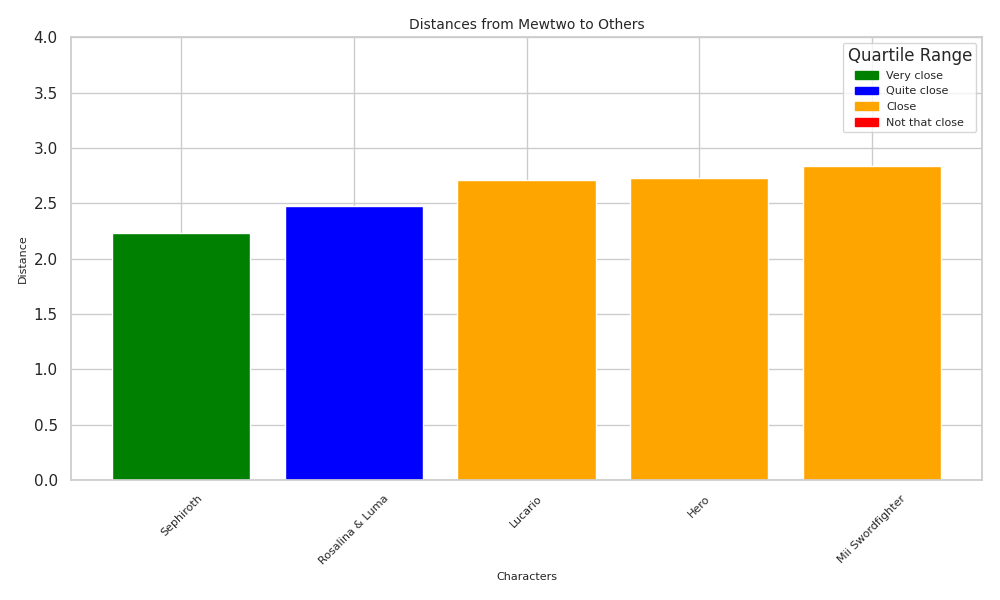 Distances from Mewtwo to Others
4.0
3.5
3.0
2.5
2.0
1.5
1.0
0.5
0.0
Distance
Quartile Range
Very close
Quite close
Close
Not that close
Sephiroth
Rosalina & Luma
Lucario
Hero
Mii Swordfighter
Characters